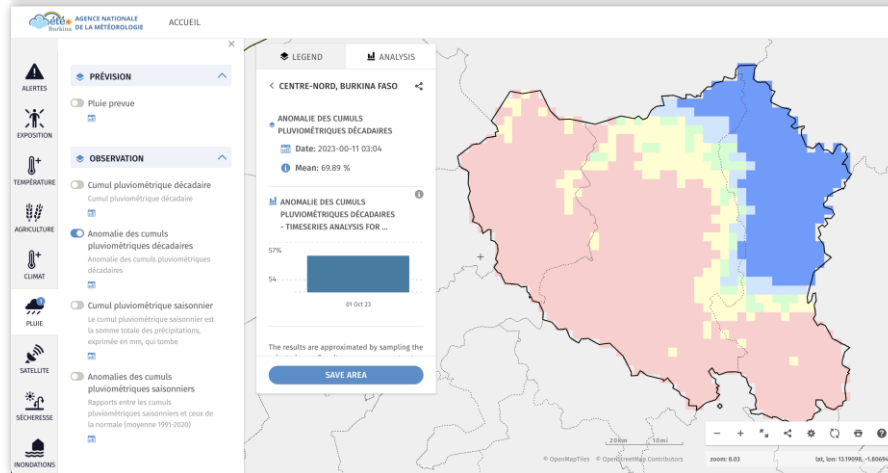 Météo
Burkina
AGENCE NATIONALE
DE LA MÉTÉOROLOGIE
ACCUEIL
ALERTES
EXPOSITION
TEMPÉRATURE
AGRICULTURE
CLIMAT
PLUIE
SATELLITE
SÉCHERESSE
INONDATIONS
PRÉVISION
Pluie prevue
OBSERVATION
Cumul pluviométrique décadaire
Cumul pluviométrique décadaire
Anomalie des cumuls
pluviométriques décadaires
Anomalie des cumuls pluviométriques
décadaires
Cumul pluviométrique saisonnier
Le cumul pluviométrique saisonnier est
la somme totale des précipitations,
exprimée en mm, qui tombe
Anomalies des cumuls
pluviométriques saisonniers
Rapports entre les cumuls
pluviométriques saisonniers et ceux de
la normale (moyenne 1991-2020)
LEGEND
ANALYSIS
CENTRE-NORD, BURKINA FASO
ANOMALIE DES CUMULS
PLUVIOMÉTRIQUES DÉCADAIRES
Date: 2023-00-11 03:04
Mean: 69.89 %
ANOMALIE DES CUMULS
PLUVIOMÉTRIQUES DÉCADAIRES
- TIMESERIES ANALYSIS FOR ...
57%
54
01 Oct 23
The results are approximated by sampling the
SAVE AREA
20km
10mi
© OpenMapTiles © OpenStreetMap Contributors
zoom: 8.03
lat, lon: 13.19098, -1.80694